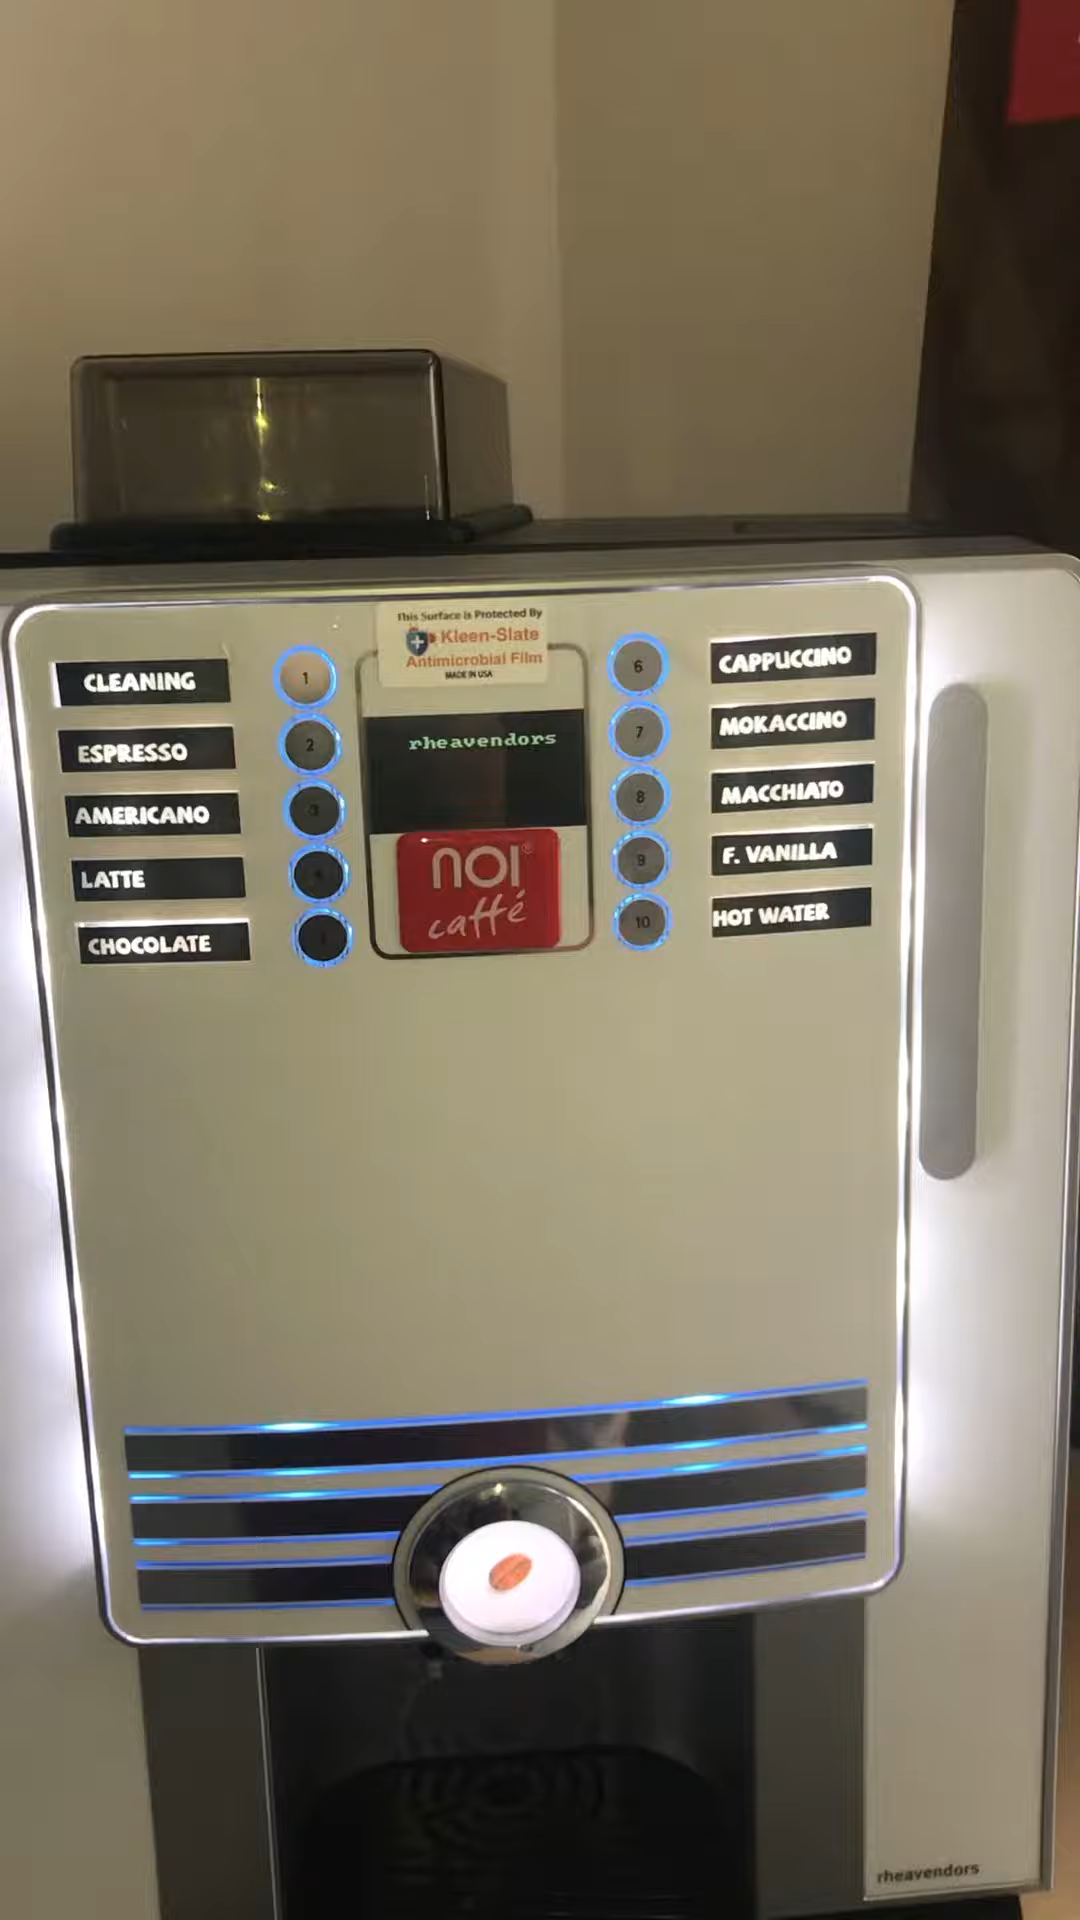 This Surface is Protected By
Kleen-Slate
Antimicrobial Film
MADE IN USA
CLEANING
1
6
CAPPUCCINO
ESPRESSO
2
rheavendors
7
MOKACCINO
AMERICANO
3
8
MACCHIATO
LATTE
noi®
caffé
9
F. VANILLA
CHOCOLATE
10
HOT WATER
rheavendors